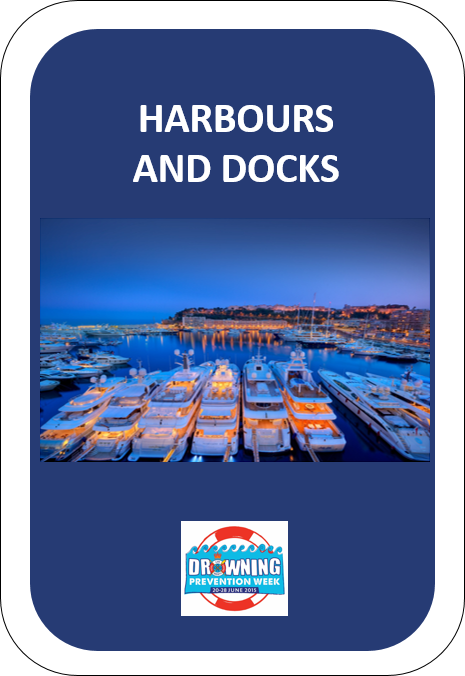 HARBOURS
AND DOCKS
DROWNING
PREVENTION WEEK
20-28 JUNE 2015